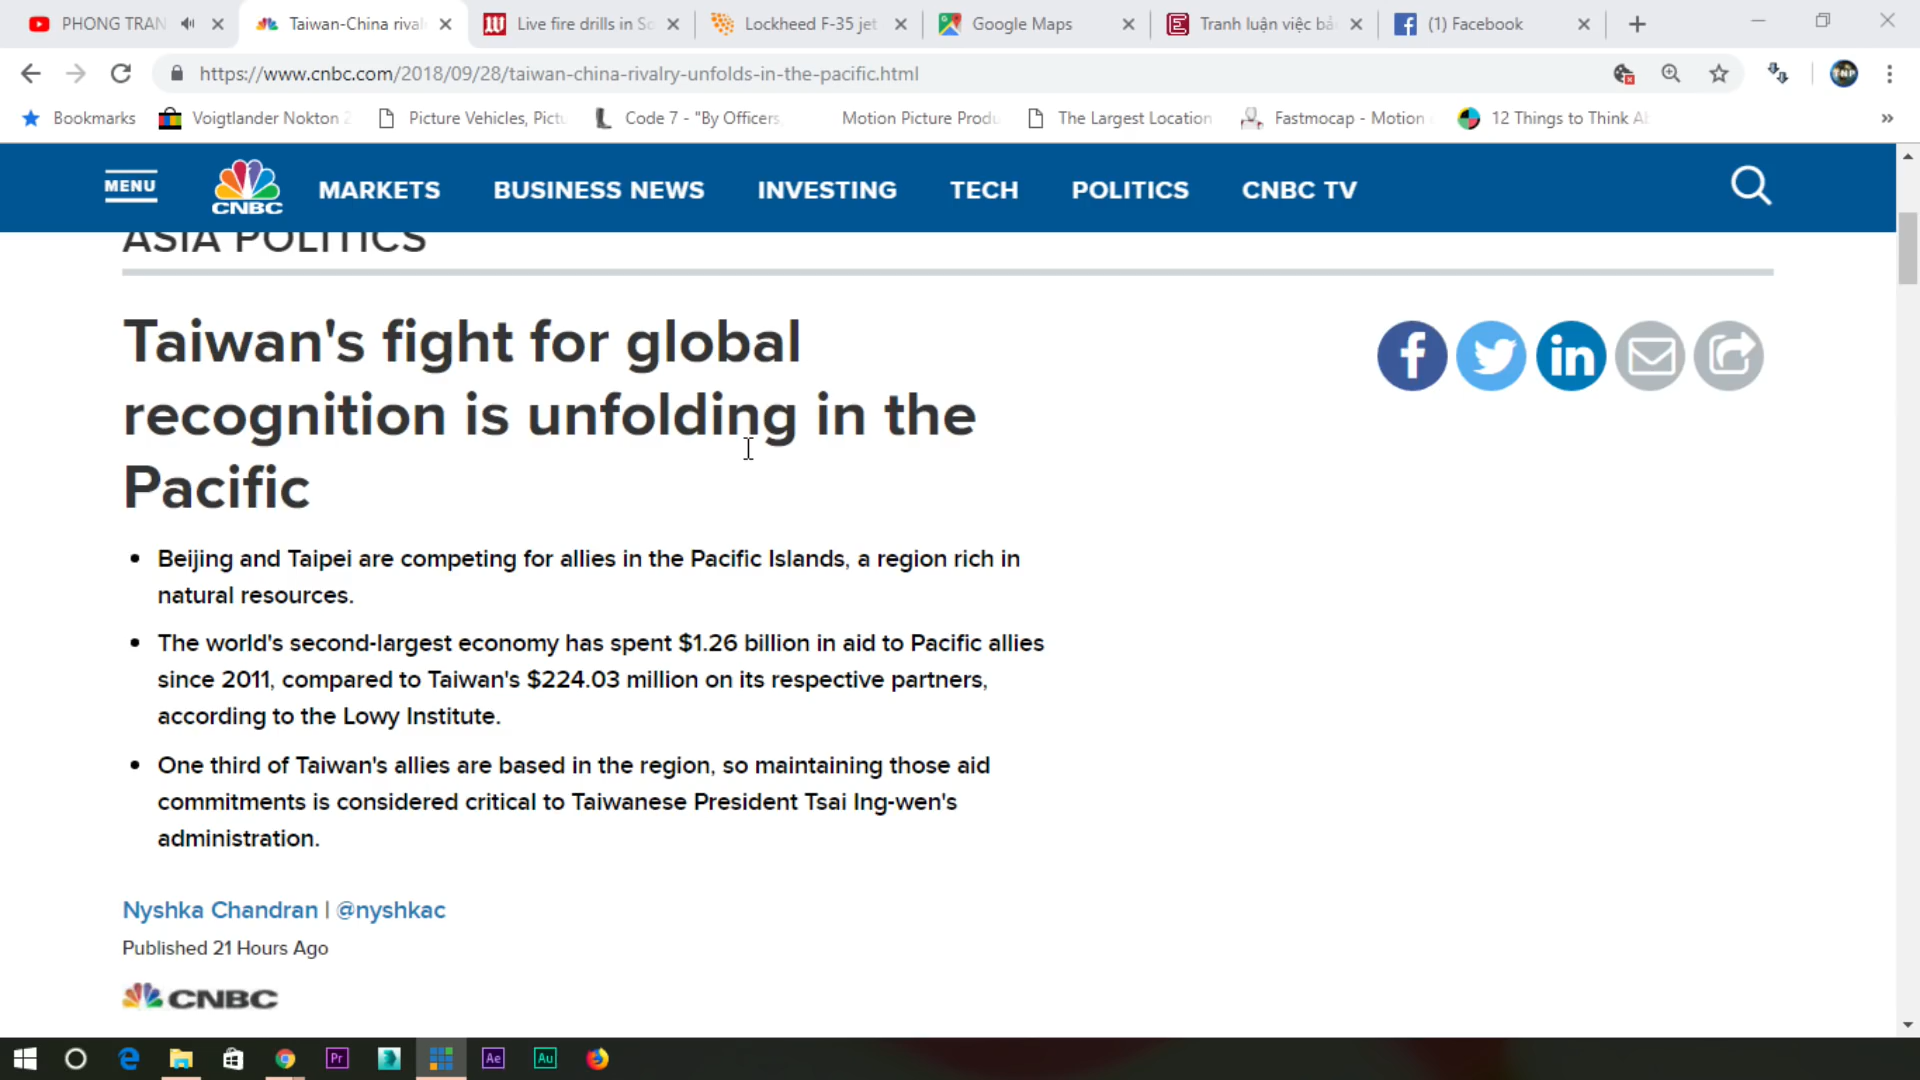 PHONG TRAN
Taiwan-China rival
Live fire drills in So
Lockheed F-35 jet
Google Maps
Tranh luận việc bả
(1) Facebook
https://www.cnbc.com/2018/09/28/taiwan-china-rivalry-unfolds-in-the-pacific.html
TNP
Bookmarks
Voigtlander Nokton 2
Picture Vehicles, Pictu
Code 7 - "By Officers
Motion Picture Produ
The Largest Location
Fastmocap - Motion
12 Things to Think Ab
MENU
CNBC
MARKETS
BUSINESS NEWS
INVESTING
TECH
POLITICS
CNBC TV
ASIA POLITICS
Taiwan's fight for global
recognition is unfolding in the
Pacific
Beijing and Taipei are competing for allies in the Pacific Islands, a region rich in
natural resources.
The world's second-largest economy has spent $1.26 billion in aid to Pacific allies
since 2011, compared to Taiwan's $224.03 million on its respective partners,
according to the Lowy Institute.
One third of Taiwan's allies are based in the region, so maintaining those aid
commitments is considered critical to Taiwanese President Tsai Ing-wen's
administration.
Nyshka Chandran | @nyshkac
Published 21 Hours Ago
CNBC
Pr
Ae
Au